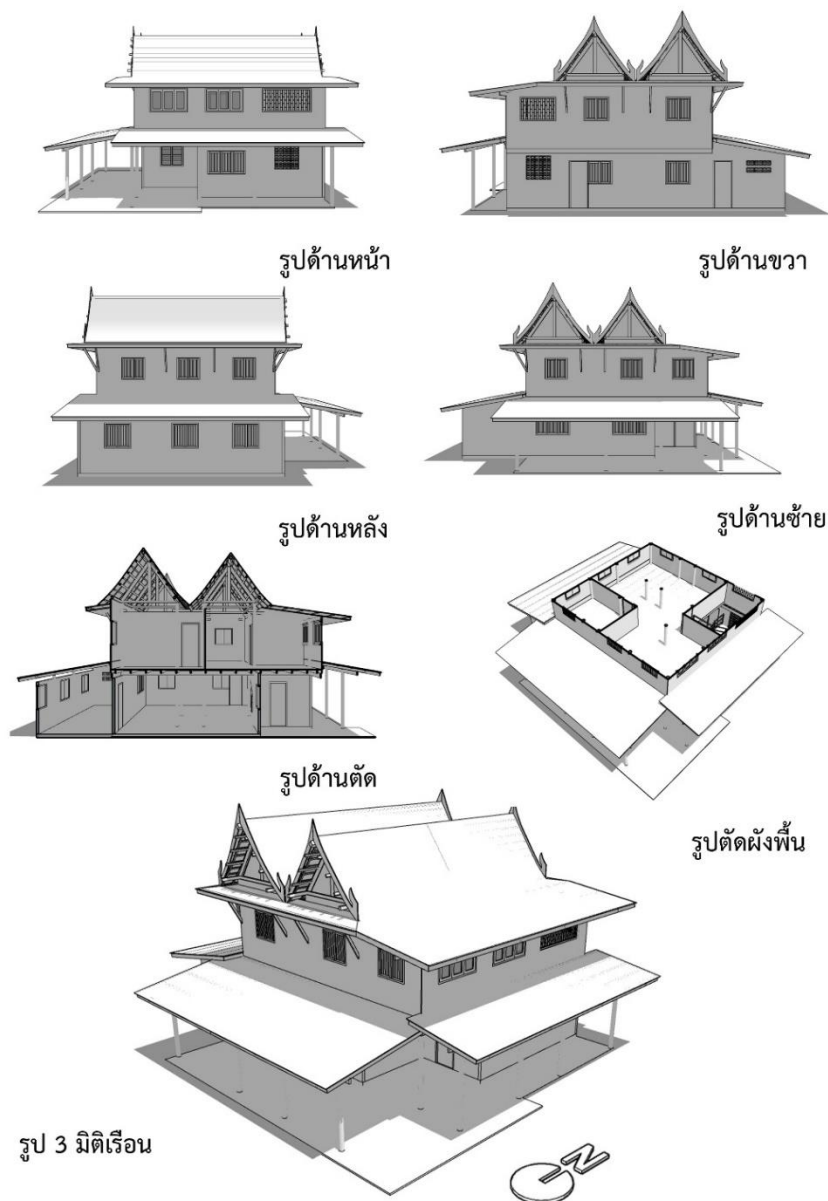 รูปด้านหน้า
รูปด้านขวา
รูปด้านหลัง
รูปด้านซ้าย
รูปด้านตัด
รูปตัดผังพื้น
รูป 3 มิติเรือน
N